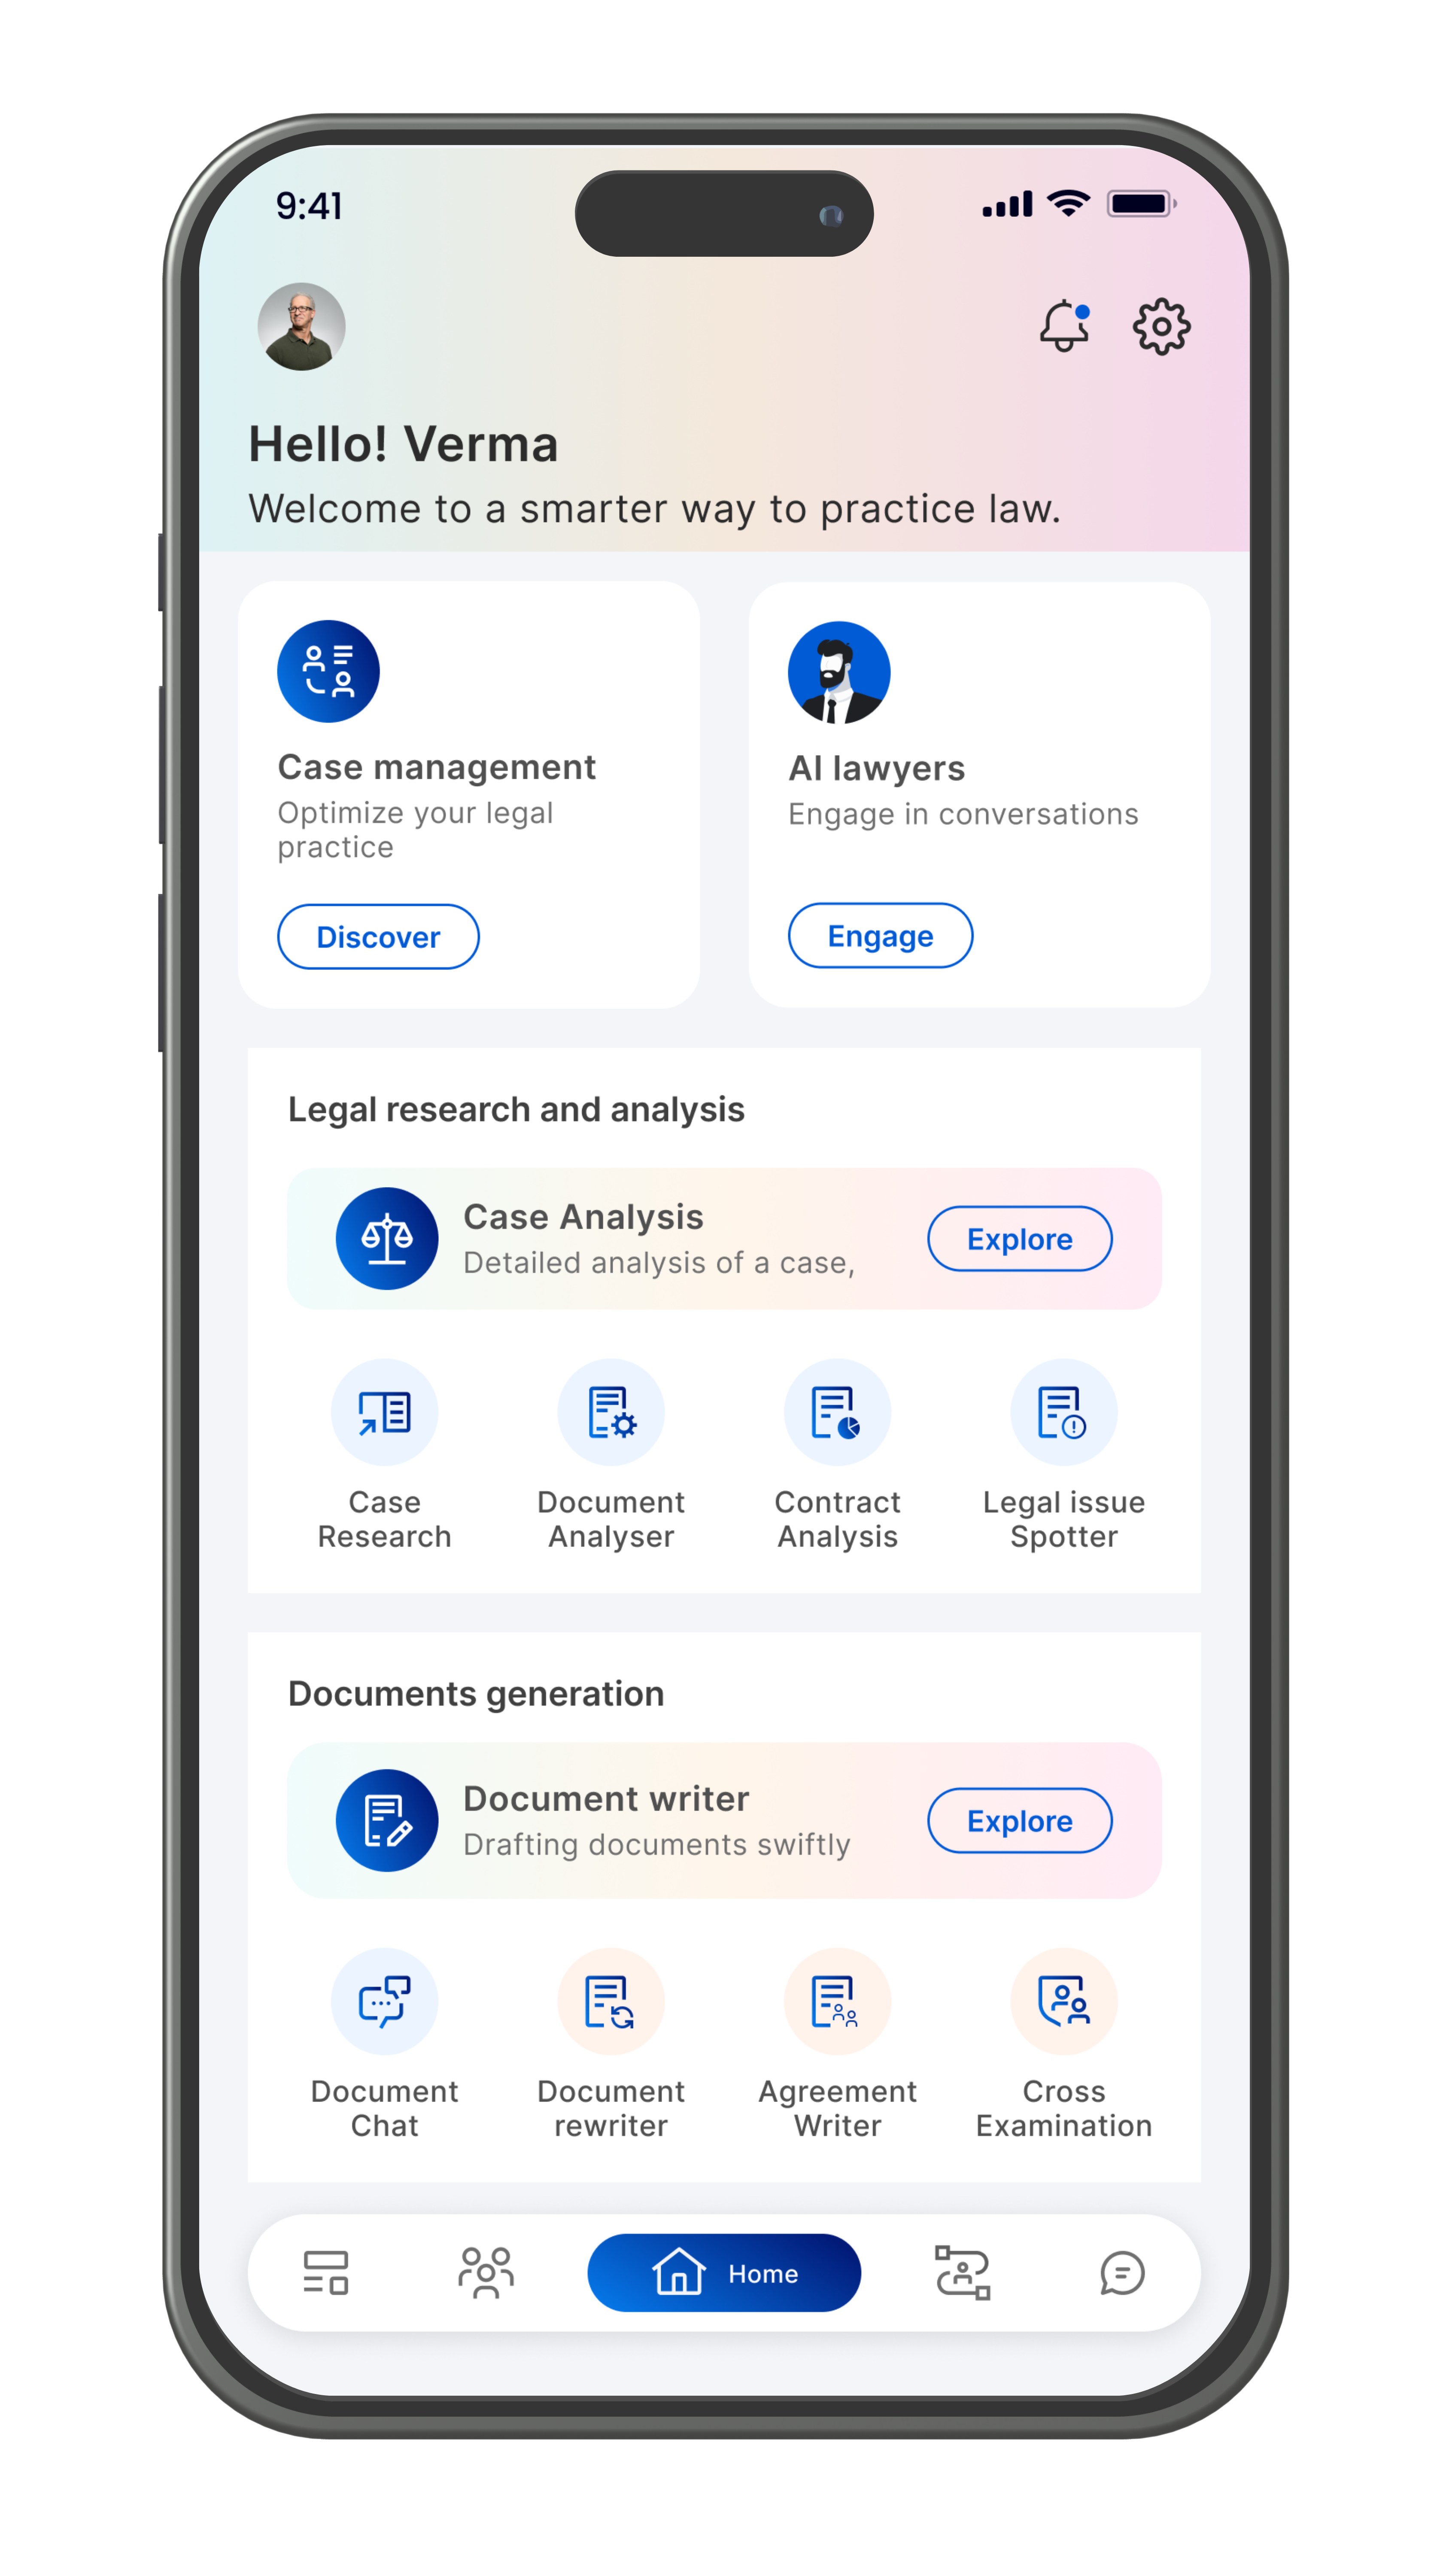 9:41
Hello! Verma
Welcome to a smarter way to practice law.
Case management
Optimize your legal
practice
Discover
AI lawyers
Engage in conversations
Engage
Legal research and analysis
Case Analysis
Detailed analysis of a case,
Explore
Case
Research
Document
Analyser
Contract
Analysis
Legal issue
Spotter
Documents generation
Document writer
Drafting documents swiftly
Explore
Document
Chat
Document
rewriter
Agreement
Writer
Cross
Examination
Home